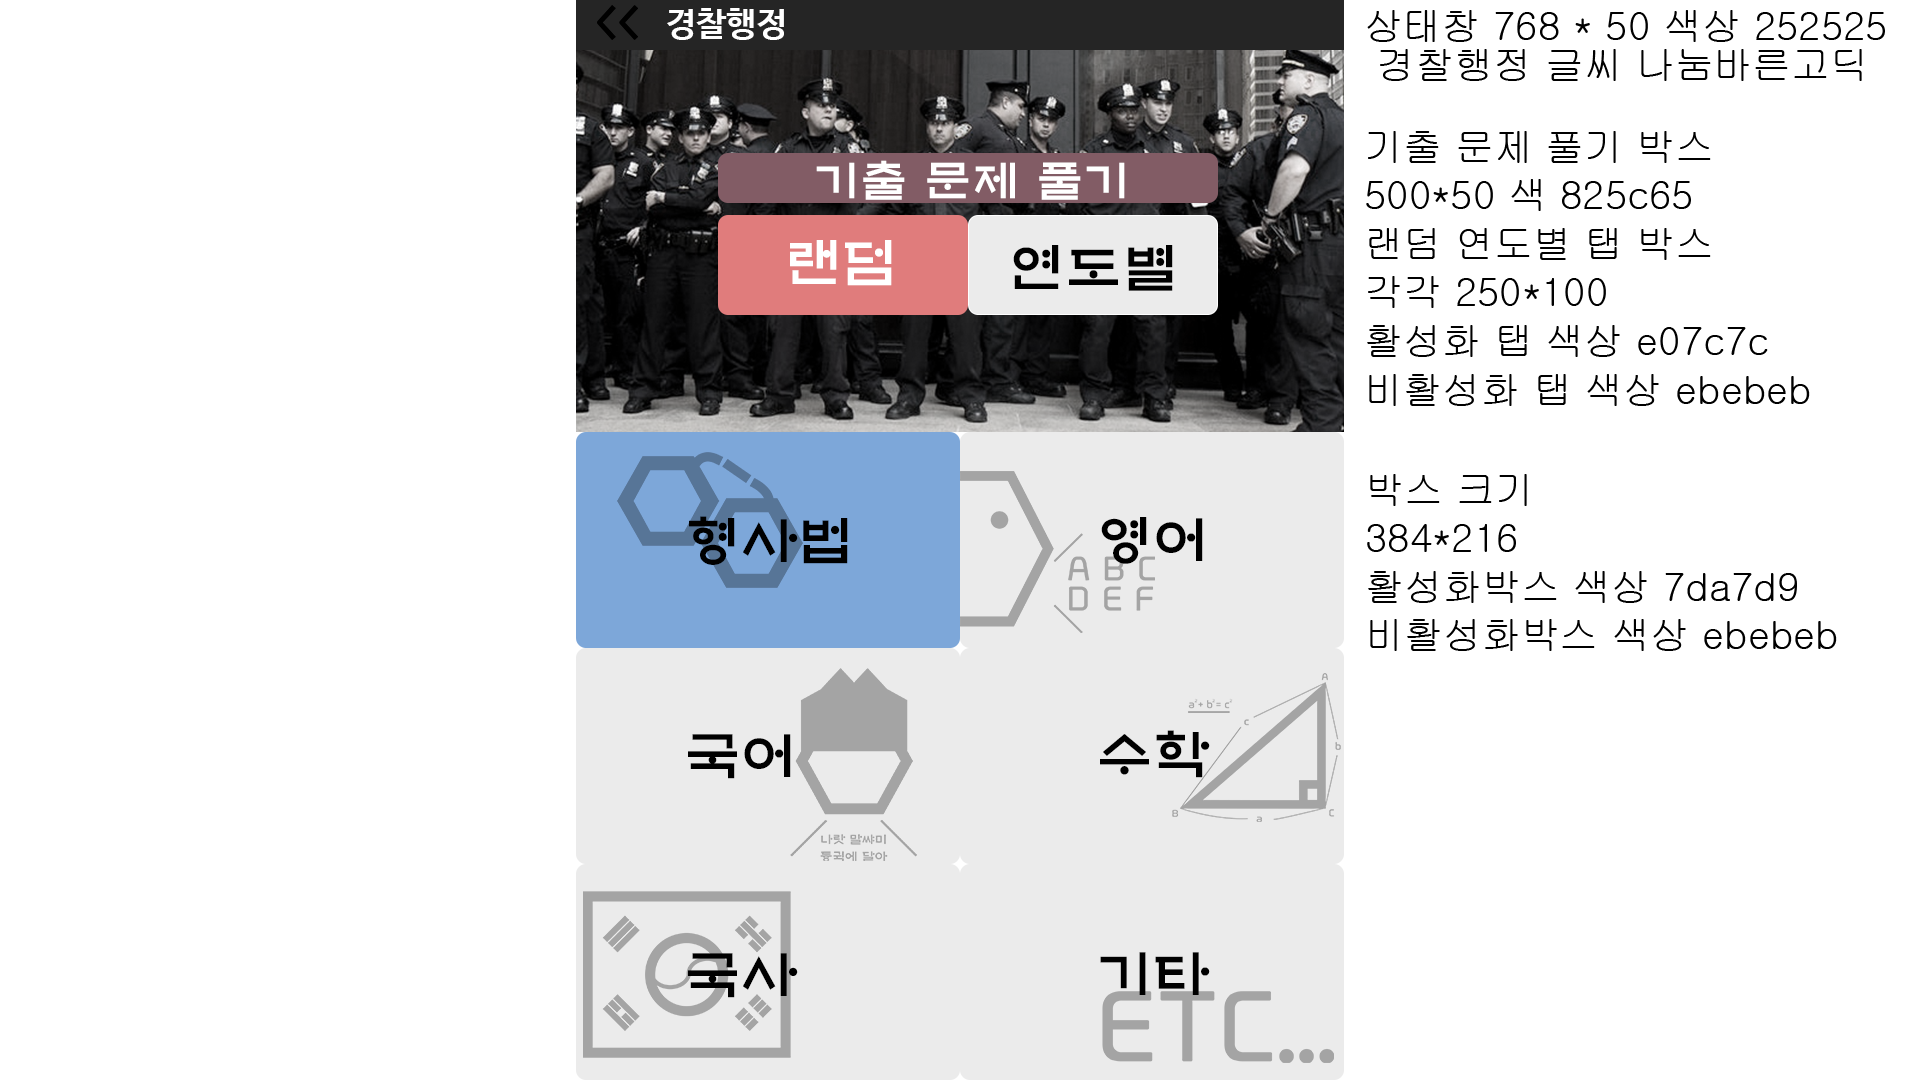 경찰행정
기출 문제 풀기
랜덤
연도별
형사법
영어
A B C
D E F
국어
나랏 말싸미
듕귁에 달아
수학
a²+ b²= c²
A
c
b
B
a
C
국사
기타
ETC...
상태창 768 * 50 색상 252525
경찰행정 글씨 나눔바른고딕
기출 문제 풀기 박스
500*50 색 825c65
랜덤 연도별 탭 박스
각각 250*100
활성화 탭 색상 e07c7c
비활성화 탭 색상 ebebeb
박스 크기
384*216
활성화박스 색상 7da7d9
비활성화박스 색상 ebebeb